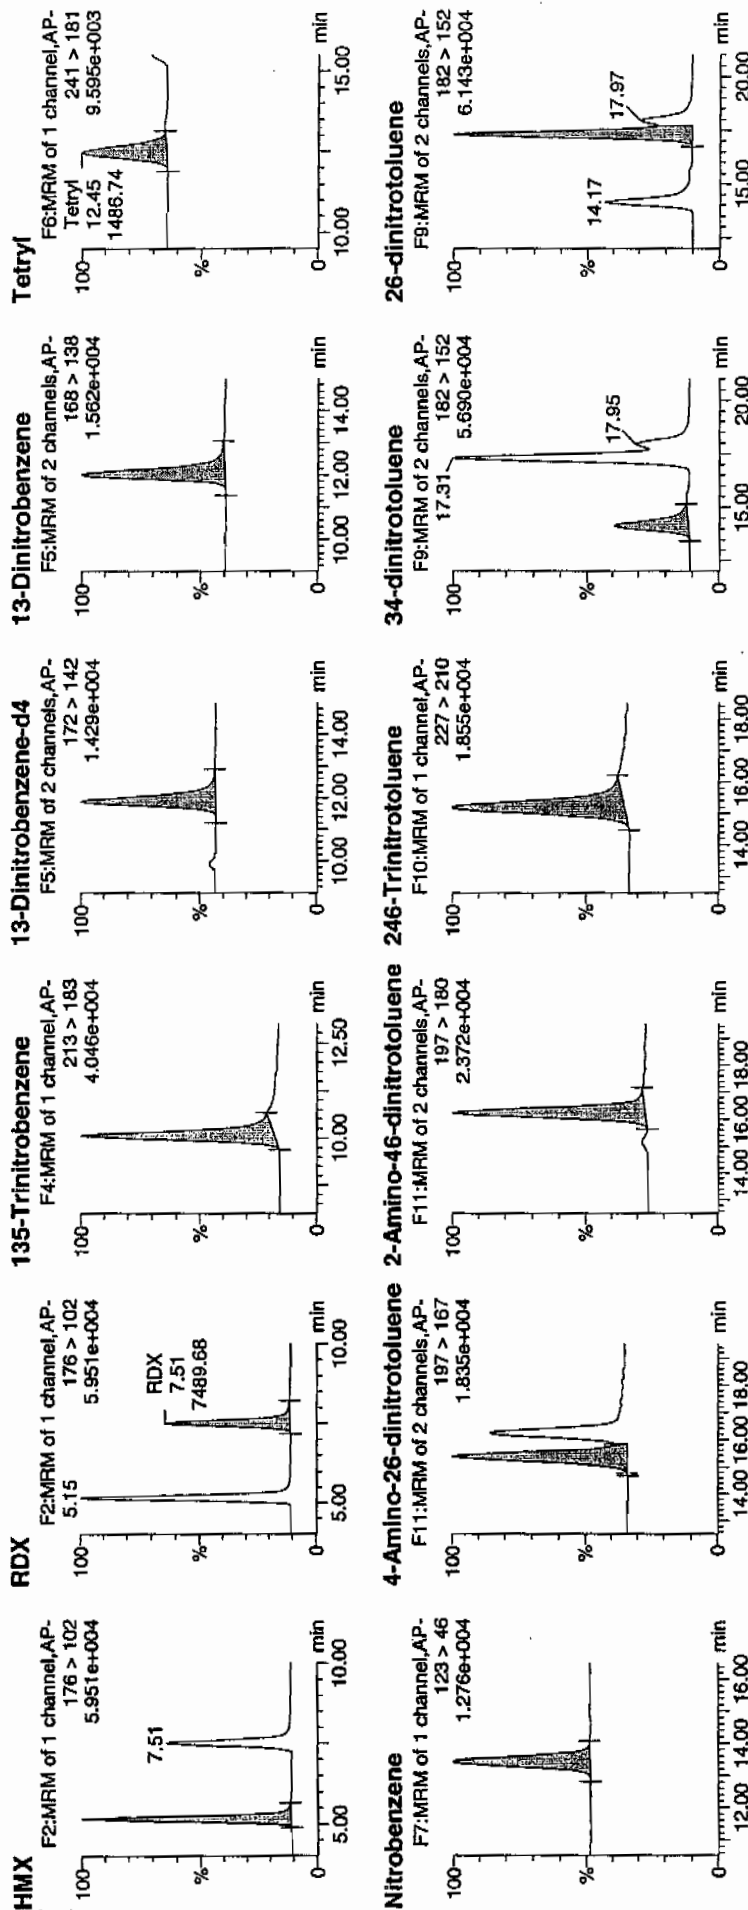 HMX
F2:MRM of 1 channel,AP-
176 > 102
5.951e+004
100
7.51
%
0
5.00
10.00
min
RDX
F2:MRM of 1 channel,AP-
5.15
176 > 102
5.951e+004
100
RDX
7.51
7489.68
%
0
5.00
10.00
min
135-Trinitrobenzene
F4:MRM of 1 channel,AP-
213 > 183
4.046e+004
100
%
0
10.00
12.50
min
13-Dinitrobenzene-d4
F5:MRM of 2 channels,AP-
172 > 142
1.429e+004
100
%
0
10.00
12.00
14.00
min
13-Dinitrobenzene
F5:MRM of 2 channels,AP-
168 > 138
1.562e+004
100
%
0
10.00
12.00
14.00
min
Tetryl
F6:MRM of 1 channel,AP-
241 > 181
9.595e+003
100
Tetryl
12.45
1486.74
%
0
10.00
15.00
min
Nitrobenzene
F7:MRM of 1 channel,AP-
123 > 46
1.276e+004
100
%
0
12.00
14.00
16.00
min
4-Amino-26-dinitrotoluene
F11:MRM of 2 channels,AP-
197 > 167
1.835e+004
100
%
0
14.00
16.00
18.00
min
2-Amino-46-dinitrotoluene
F11:MRM of 2 channels,AP-
197 > 180
2.372e+004
100
%
0
14.00
16.00
18.00
min
246-Trinitrotoluene
F10:MRM of 1 channel,AP-
227 > 210
1.855e+004
100
%
0
14.00
16.00
18.00
min
34-dinitrotoluene
F9:MRM of 2 channels,AP-
182 > 152
5.690e+004
100
17.31
17.95
%
0
15.00
20.00
min
26-dinitrotoluene
F9:MRM of 2 channels,AP-
182 > 152
6.143e+004
100
14.17
17.97
%
0
15.00
20.00
min